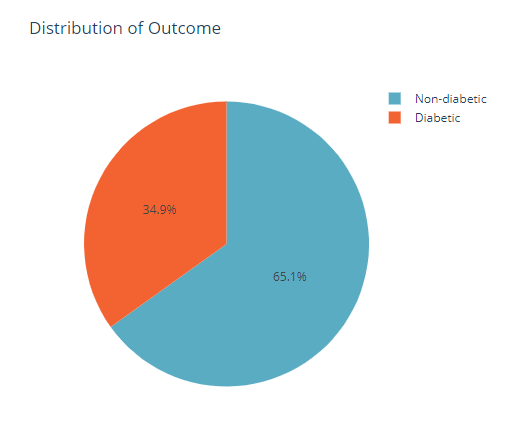 Distribution of Outcome
Non-diabetic
Diabetic
34.9%
65.1%